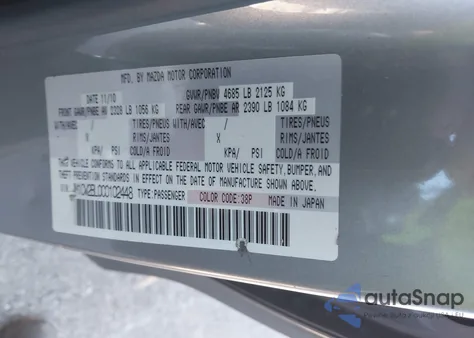 MFD. BY MAZDA MOTOR CORPORATION
DATE 11/10 GVWR/PNBV 4685 LB 2125 KG
FRONT GAWR/PNBE AV 2328 LB 1056 KG REAR GAWR/PNBE AR 2390 LB 1084 KG
WITH/AVEC / TIRES/PNEUS WITH/AVEC / TIRES/PNEUS
X RIMS/JANTES X RIMS/JANTES
KPA/ PSI COLD/A FROID KPA/ PSI COLD/A FROID
THAT VEHICLE CONFORMS TO ALL APPLICABLE FEDERAL MOTOR VEHICLE SAFETY, BUMPER, AND
THEFT PREVENTION STANDARDS IN EFFECT ON THE DATE OF MANUFACTURE SHOWN ABOVE.
TYPE:PASSENGER COLOR CODE:38P MADE IN JAPAN
autoSnap